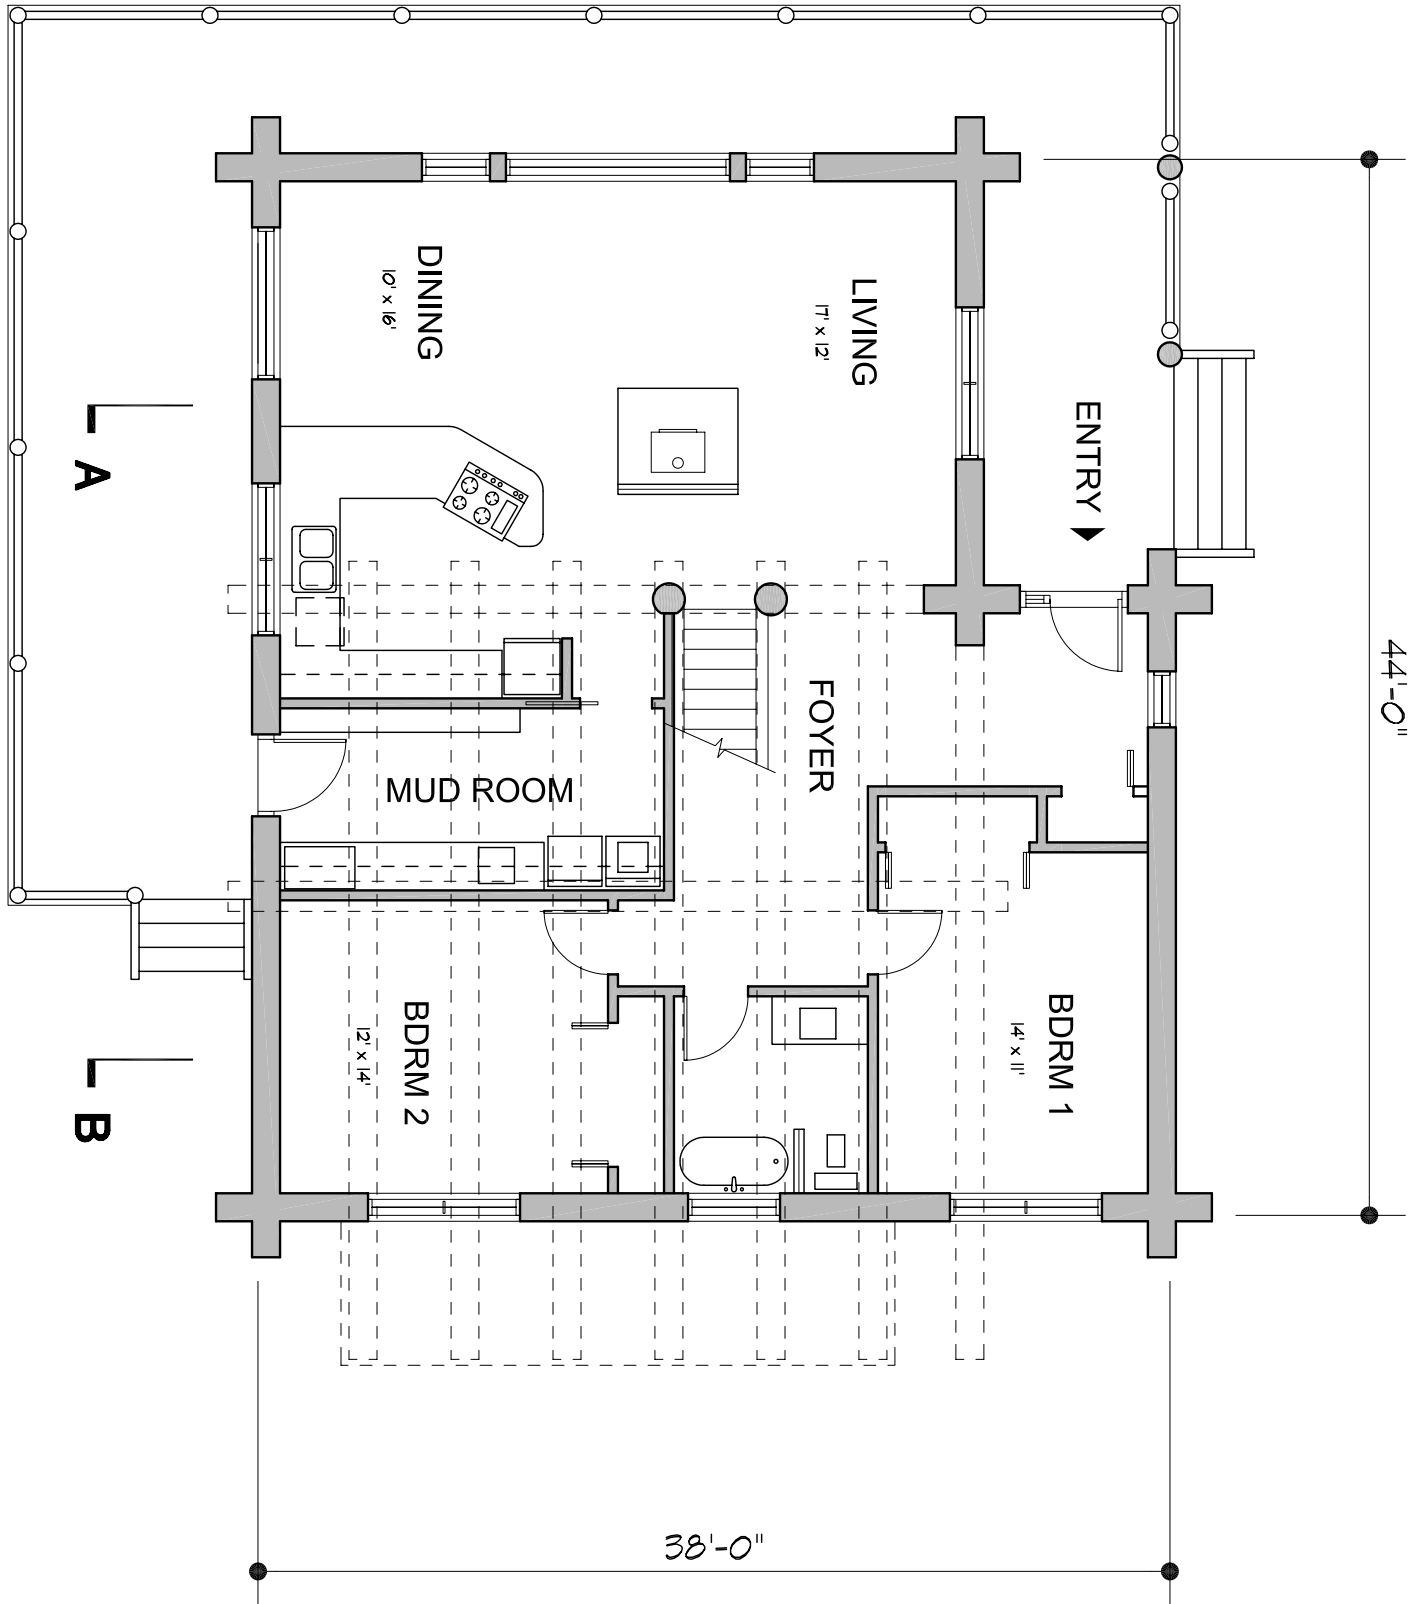 DINING
10' x 16'
LIVING
17' x 12'
ENTRY
A
44'-0"
FOYER
MUD ROOM
BDRM 2
12' x 14'
BDRM 1
14' x 11'
B
38'-0"